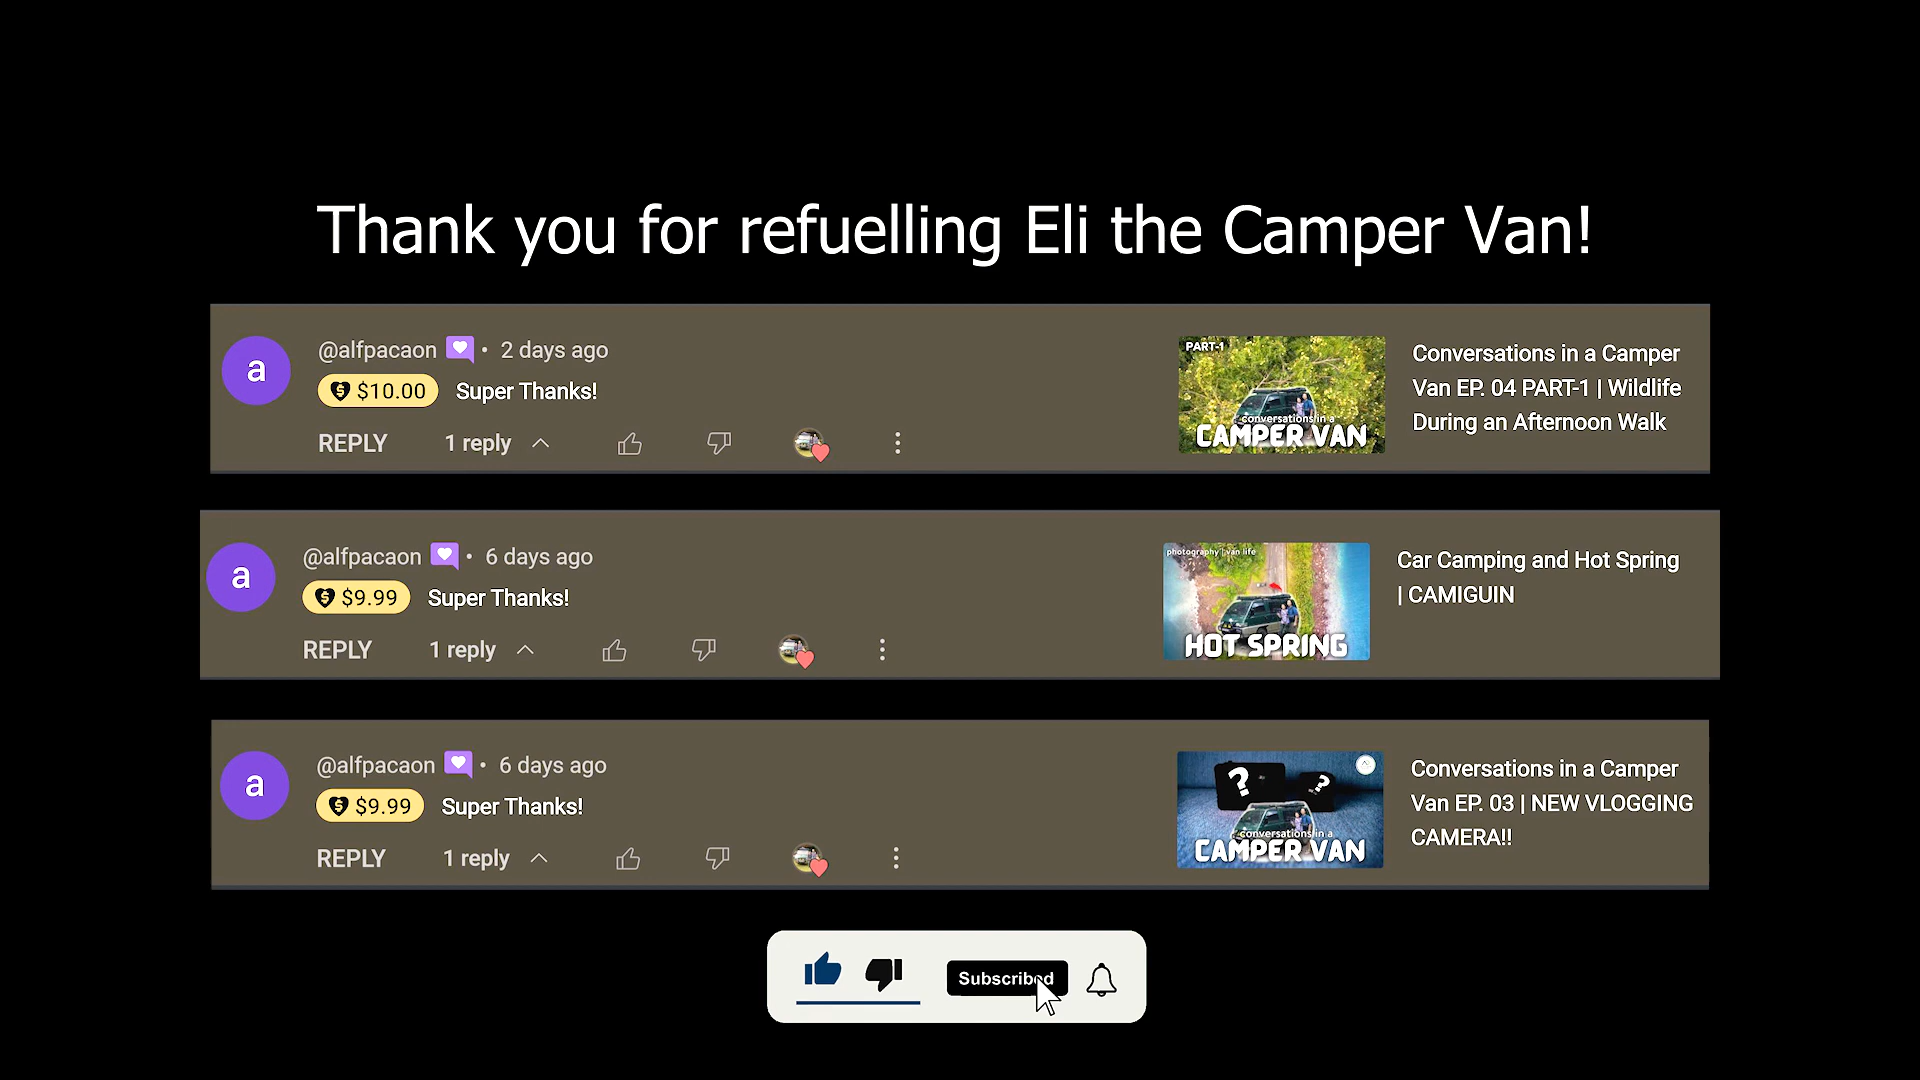 Thank you for refuelling Eli the Camper Van!
a
@alfpacaon • 2 days ago
$10.00 Super Thanks!
REPLY 1 reply
PART-1
conversations in a
CAMPER VAN
Conversations in a Camper
Van EP. 04 PART-1 | Wildlife
During an Afternoon Walk
a
@alfpacaon • 6 days ago
$9.99 Super Thanks!
REPLY 1 reply
photography | van life
HOT SPRING
Car Camping and Hot Spring
| CAMIGUIN
a
@alfpacaon • 6 days ago
$9.99 Super Thanks!
REPLY 1 reply
? ?
conversations in a
CAMPER VAN
Conversations in a Camper
Van EP. 03 | NEW VLOGGING
CAMERA!!
Subscribed